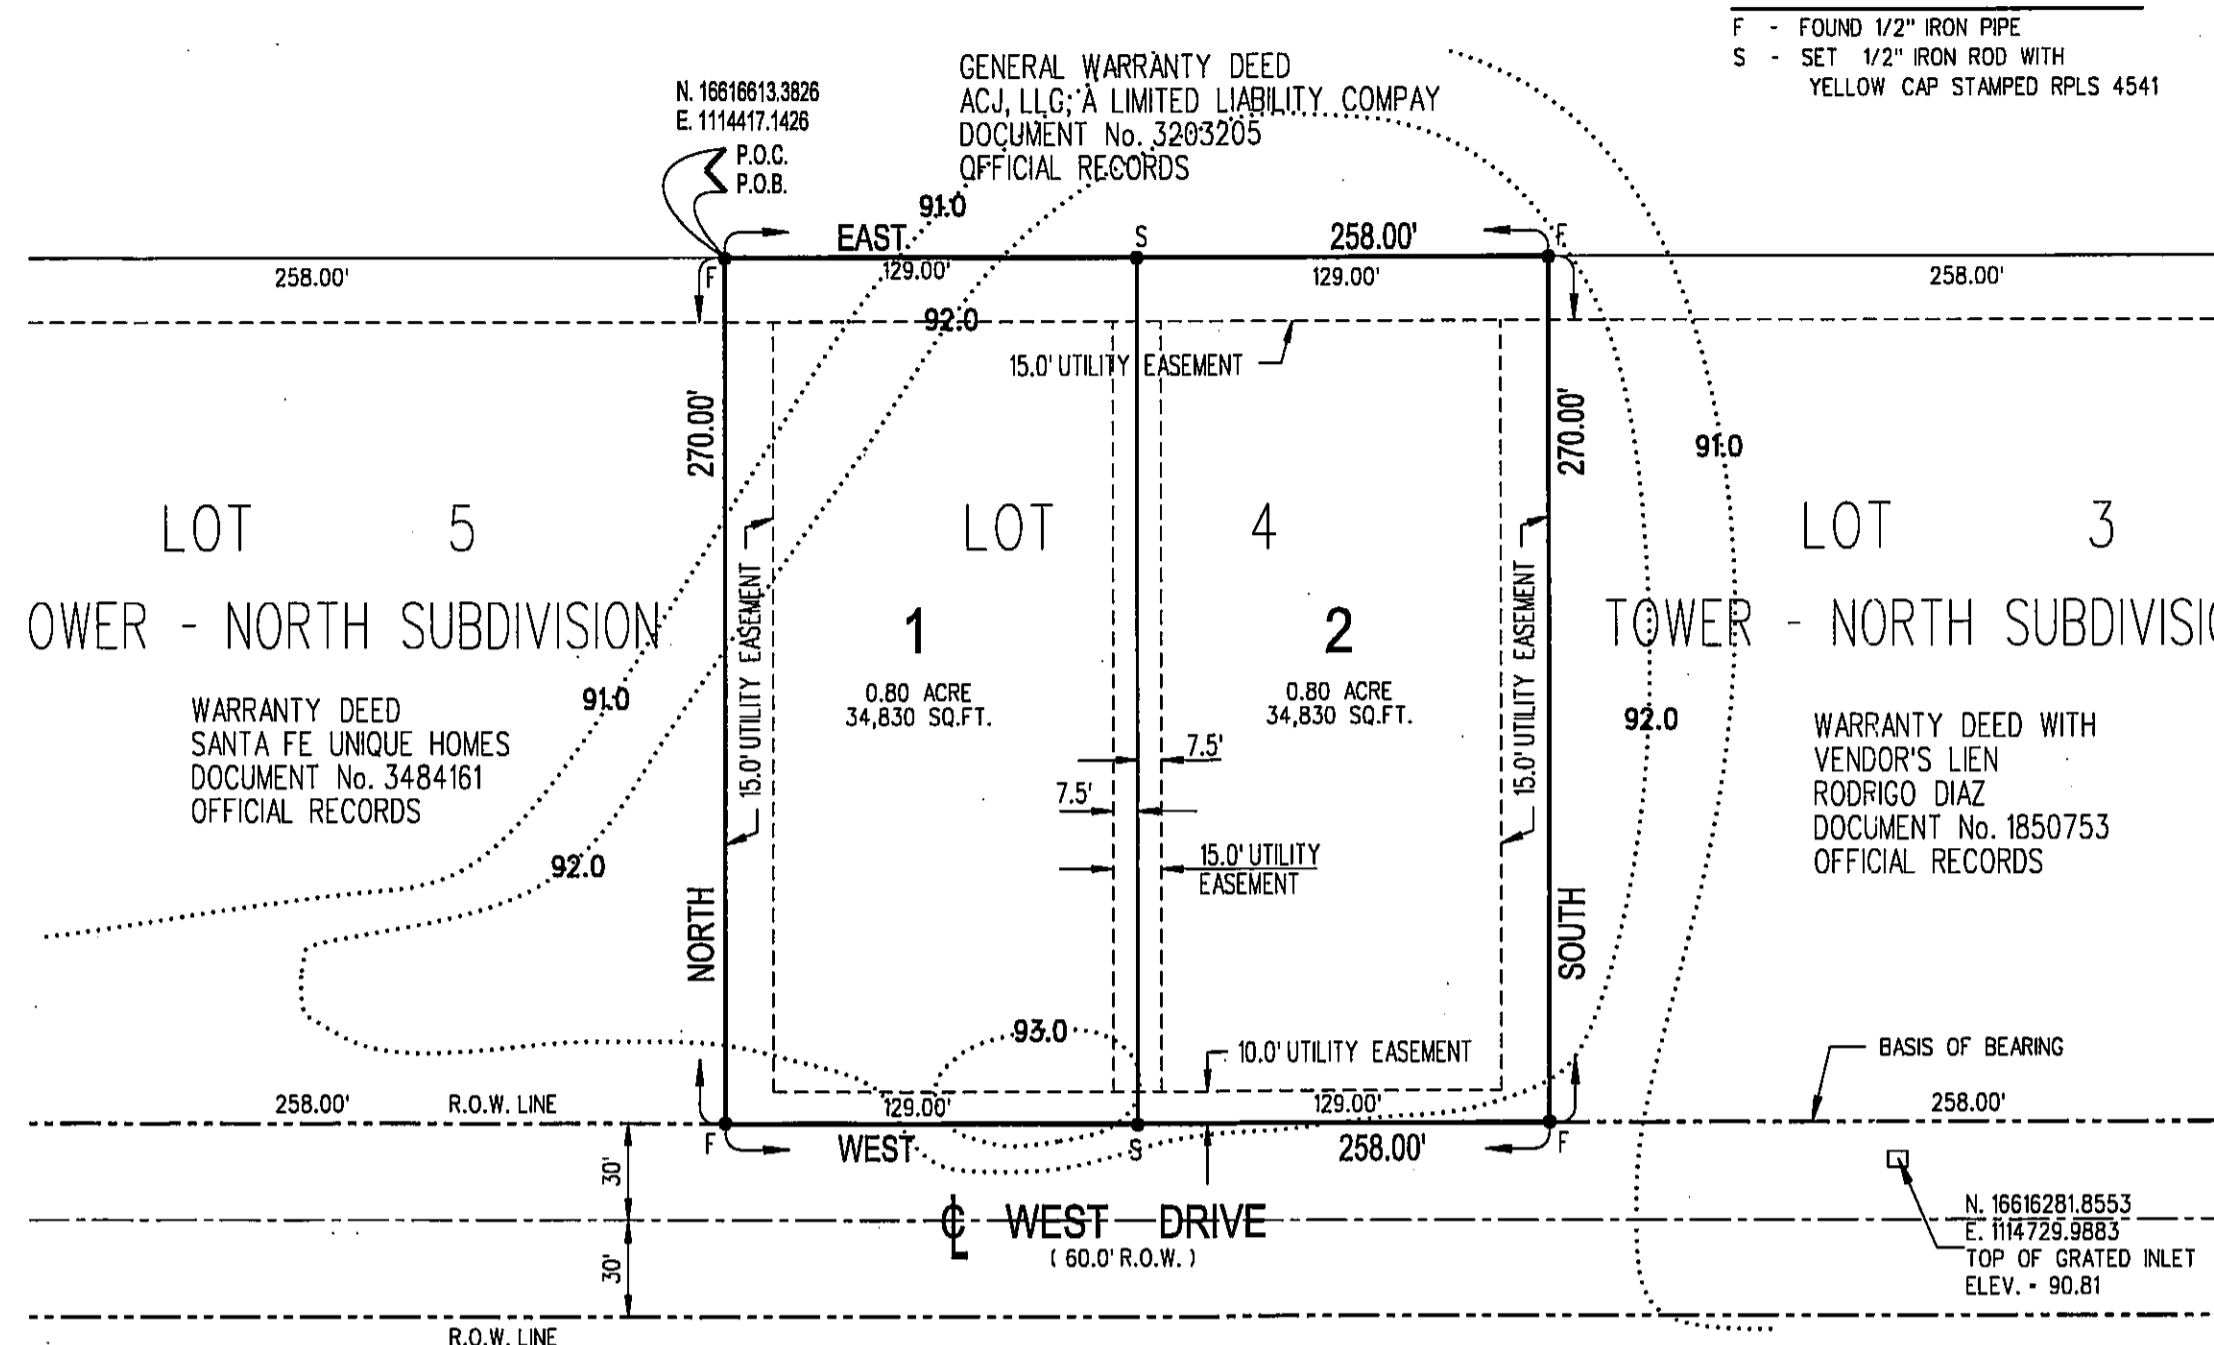 F - FOUND 1/2" IRON PIPE
S - SET 1/2" IRON ROD WITH
YELLOW CAP STAMPED RPLS 4541
N. 16616613.3826
E. 1114417.1426
P.O.C.
P.O.B.
GENERAL WARRANTY DEED
ACJ, LLC; A LIMITED LIABILITY COMPAY
DOCUMENT No. 3203205
OFFICIAL RECORDS
91.0
EAST
S
258.00'
F
258.00'
F
129.00'
129.00'
258.00'
92.0
15.0' UTILITY EASEMENT
270.00'
270.00'
91.0
LOT 5
LOT 4
LOT 3
OWER - NORTH SUBDIVISION
1
2
TOWER - NORTH SUBDIVISIO
15.0' UTILITY EASEMENT
15.0' UTILITY EASEMENT
0.80 ACRE
34,830 SQ.FT.
0.80 ACRE
34,830 SQ.FT.
91.0
WARRANTY DEED
SANTA FE UNIQUE HOMES
DOCUMENT No. 3484161
OFFICIAL RECORDS
92.0
WARRANTY DEED WITH
VENDOR'S LIEN
RODRIGO DIAZ
DOCUMENT No. 1850753
OFFICIAL RECORDS
7.5'
7.5'
92.0
15.0' UTILITY
EASEMENT
NORTH
SOUTH
93.0
10.0' UTILITY EASEMENT
BASIS OF BEARING
258.00'
R.O.W. LINE
129.00'
129.00'
258.00'
F
WEST
S
258.00'
F
30'
℄ WEST DRIVE
( 60.0' R.O.W. )
30'
N. 16616281.8553
E. 1114729.9883
TOP OF GRATED INLET
ELEV. - 90.81
R.O.W. LINE